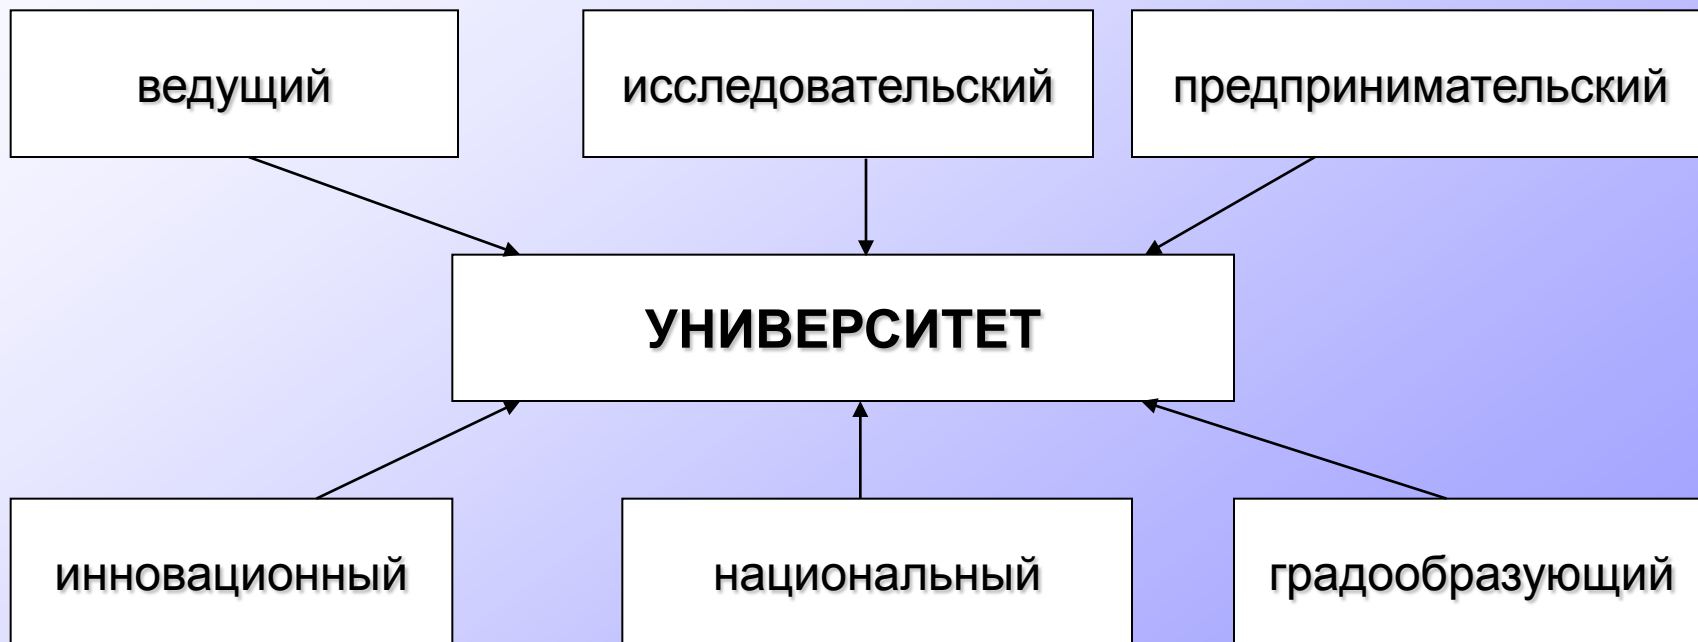 ведущий
исследовательский
предпринимательский
УНИВЕРСИТЕТ
инновационный
национальный
градообразующий